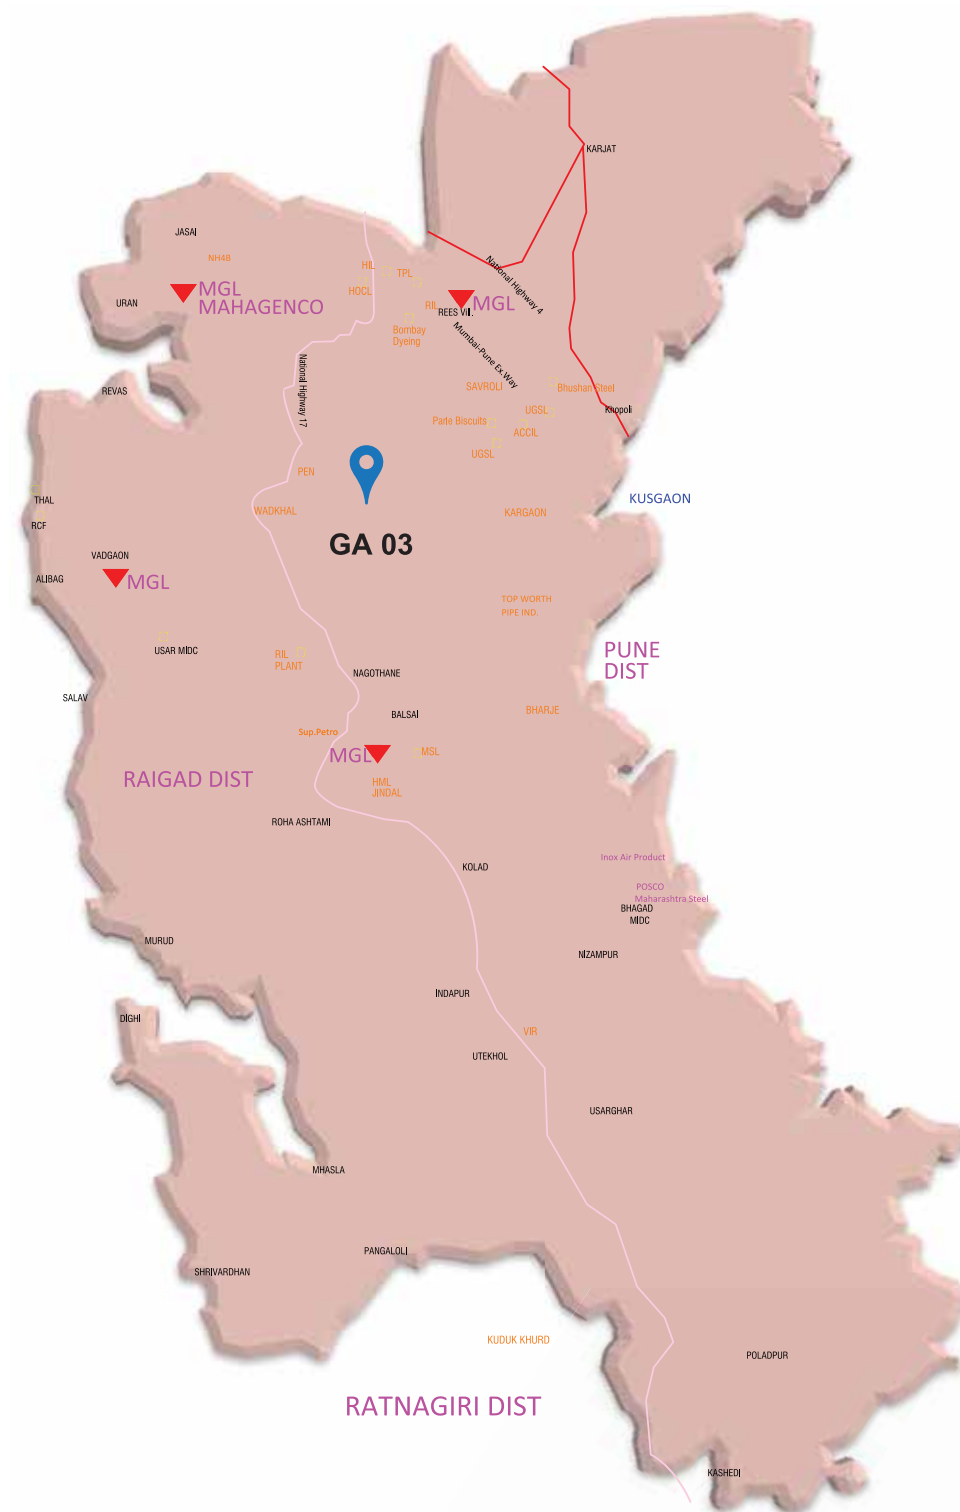 KARJAT
JASAI
NH4B
National Highway 4
HIL
TPL
HOCL
MGL
MAHAGENCO
URAN
RIL
MGL
REES Vil.
Bombay
Dyeing
Mumbai-Pune Ex.Way
National Highway 17
REVAS
SAVROLI
Bhushan Steel
UGSL
Khopoli
Parle Biscuits
ACCIL
UGSL
PEN
THAL
KUSGAON
WADKHAL
KARGAON
RCF
GA 03
VADGAON
ALIBAG
MGL
TOP WORTH
PIPE IND.
USAR MIDC
RIL
PLANT
PUNE
DIST
NAGOTHANE
SALAV
BALSAI
BHARJE
Sup.Petro
MGL
MSL
RAIGAD DIST
HML
JINDAL
ROHA ASHTAMI
KOLAD
Inox Air Product
POSCO
Maharashtra Steel
BHAGAD
MIDC
MURUD
NIZAMPUR
INDAPUR
DIGHI
VIR
UTEKHOL
USARGHAR
MHASLA
PANGALOLI
SHRIVARDHAN
KUDUK KHURD
POLADPUR
RATNAGIRI DIST
KASHEDI